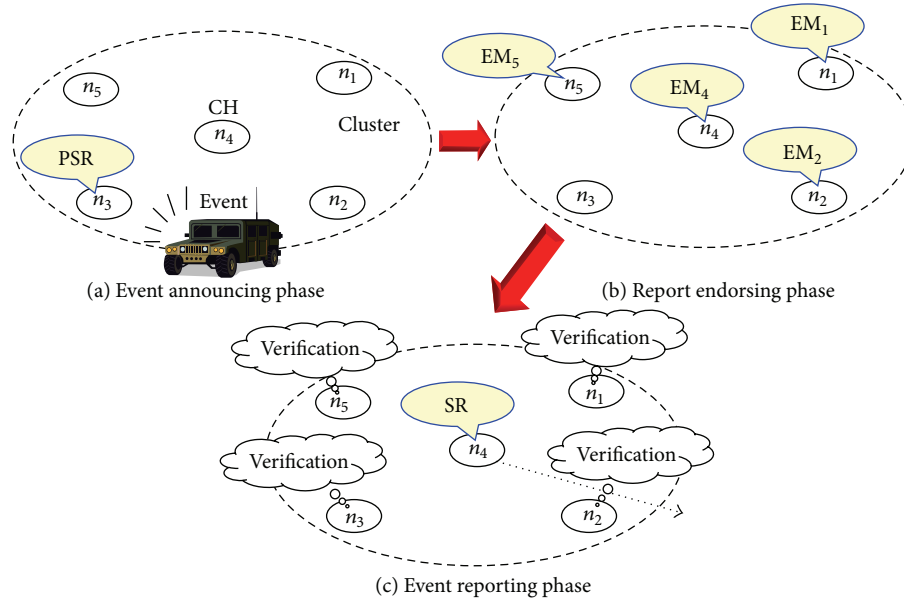 n₅
n₁
CH
n₄
Cluster
PSR
n₃
Event
n₂
(a) Event announcing phase
EM₅
n₅
EM₁
n₁
EM₄
n₄
EM₂
n₂
n₃
(b) Report endorsing phase
Verification
n₅
Verification
n₁
SR
n₄
Verification
n₃
Verification
n₂
(c) Event reporting phase